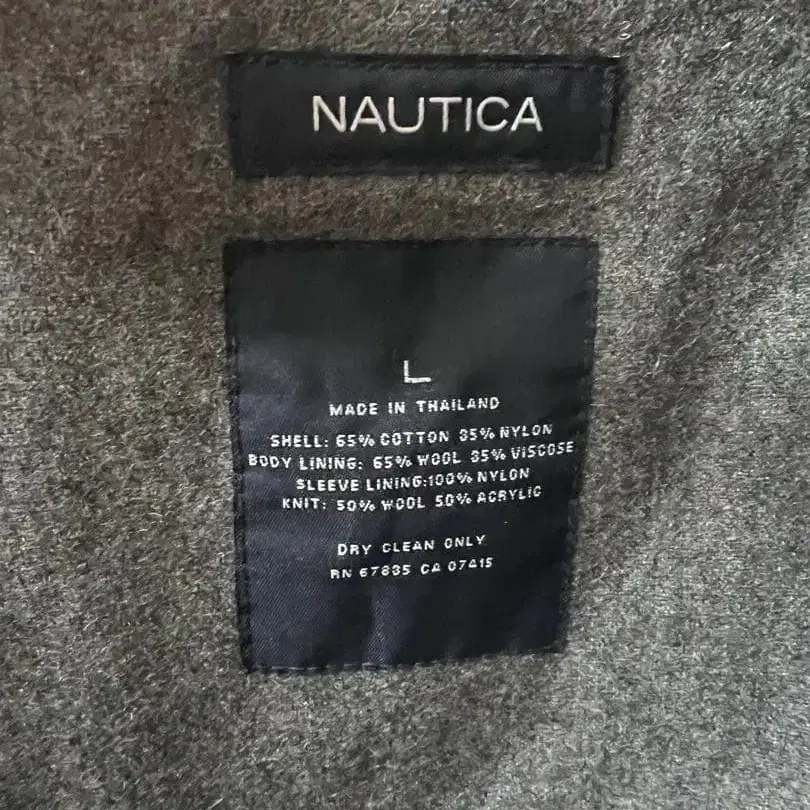 NAUTICA
L
MADE IN THAILAND
SHELL: 65% COTTON 35% NYLON
BODY LINING: 65% WOOL 35% VISCOSE
SLEEVE LINING:100% NYLON
KNIT: 50% WOOL 50% ACRYLIC
DRY CLEAN ONLY
RN 67835 CA 07415